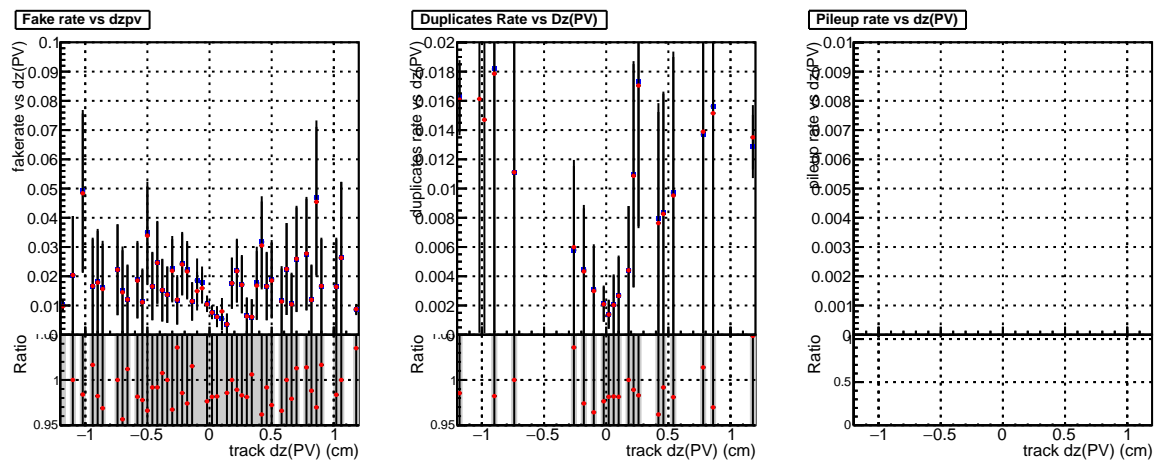 Fake rate vs dzpv
fakerate vs dz(PV)
0.1
0.09
0.08
0.07
0.06
0.05
0.04
0.03
0.02
0.01
0
Ratio
1
0.95
−1 −0.5 0 0.5 1
track dz(PV) (cm)
Duplicates Rate vs Dz(PV)
duplicates rate vs dz(PV)
0.02
0.018
0.016
0.014
0.012
0.01
0.008
0.006
0.004
0.002
0
Ratio
1
0.95
−1 −0.5 0 0.5 1
track dz(PV) (cm)
Pileup rate vs dz(PV)
pileup rate vs dz(PV)
0.01
0.009
0.008
0.007
0.006
0.005
0.004
0.003
0.002
0.001
0
Ratio
1
0.5
0
−1 −0.5 0 0.5 1
track dz(PV) (cm)